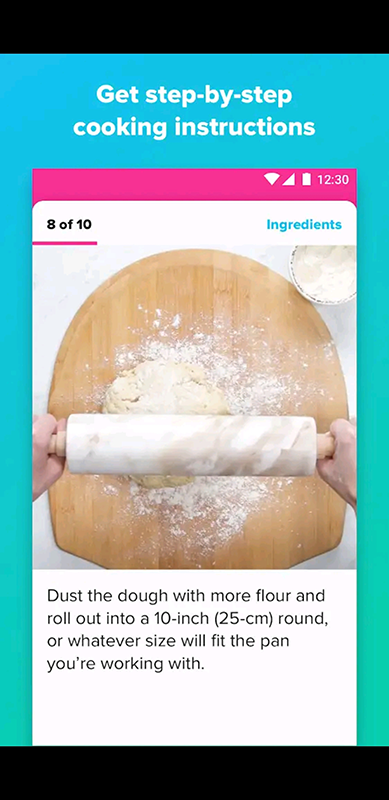 Get step-by-step
cooking instructions
12:30
8 of 10
Ingredients
Dust the dough with more flour and
roll out into a 10-inch (25-cm) round,
or whatever size will fit the pan
you’re working with.